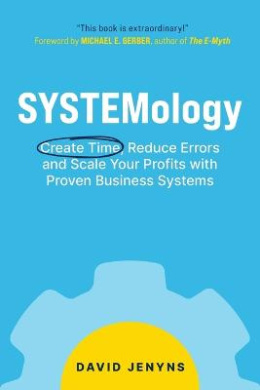 "This book is extraordinary!"
Foreword by MICHAEL E. GERBER, author of The E-Myth
SYSTEMology
Create Time, Reduce Errors
and Scale Your Profits with
Proven Business Systems
DAVID JENYNS